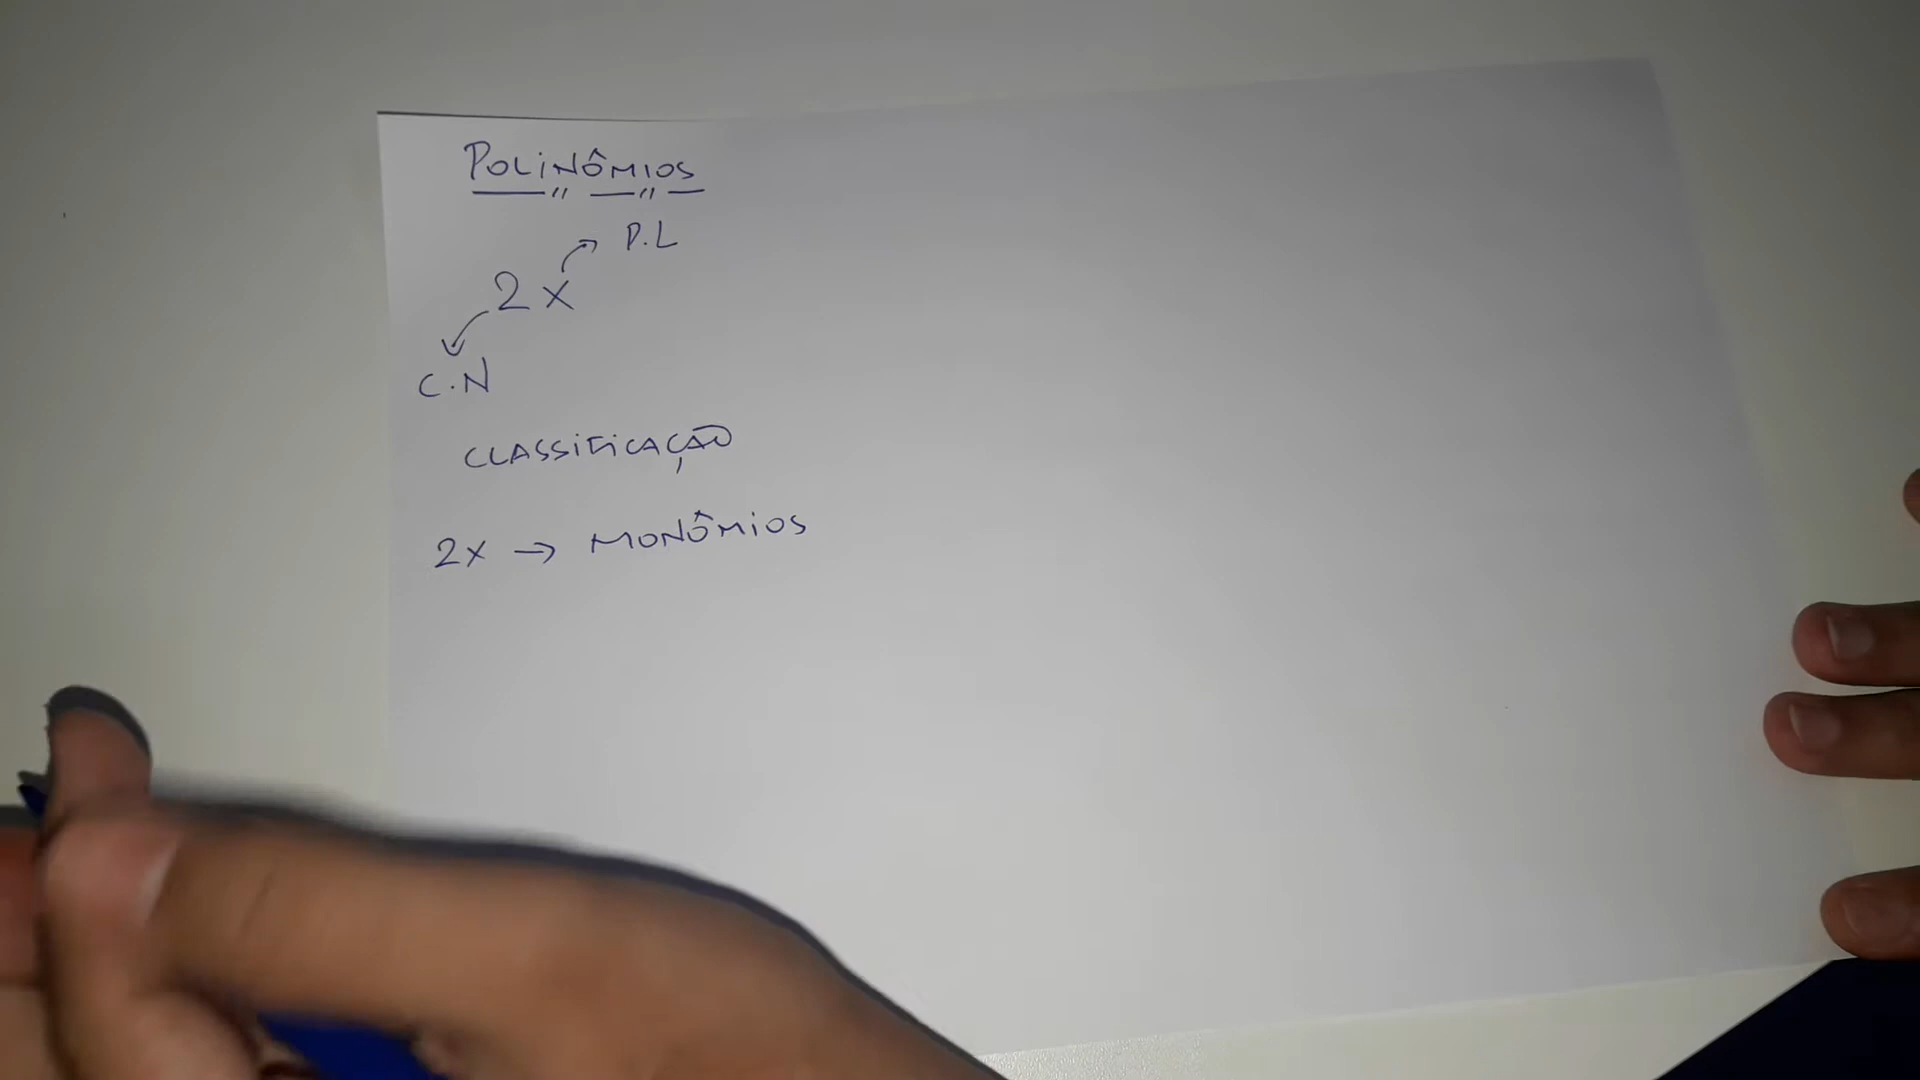 POLINÔMIOS
P.L
2x
C.N
CLASSIFICAÇÃO
2x → MONÔMIOS